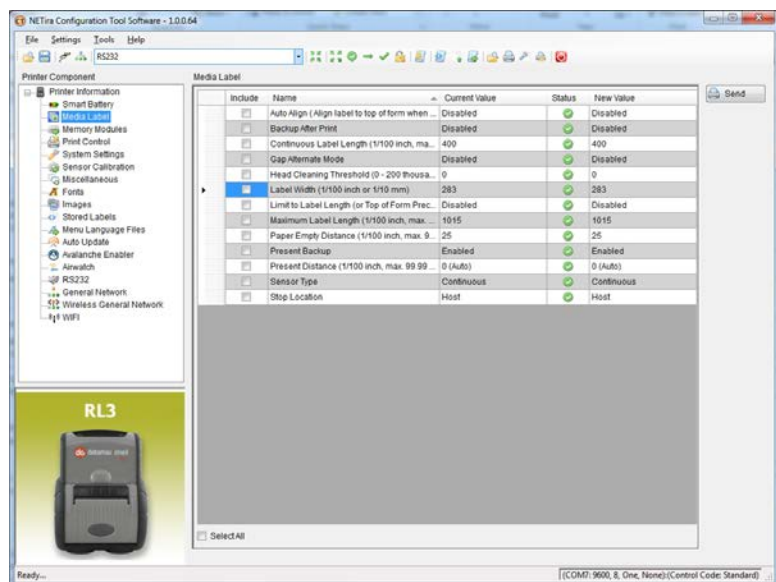 NETira Configuration Tool Software - 1.0.0.64
File Settings Tools Help
RS232
Printer Component
Printer Information
Smart Battery
Media Label
Memory Modules
Print Control
System Settings
Sensor Calibration
Miscellaneous
Fonts
Images
Stored Labels
Menu Language Files
Auto Update
Avalanche Enabler
Airwatch
RS232
General Network
Wireless General Network
WIFI
RL3
Media Label
Include Name Current Value Status New Value
Auto Align (Align label to top of form when ... Disabled Disabled
Backup After Print Disabled Disabled
Continuous Label Length (1/100 inch, ma... 400 400
Gap Alternate Mode Disabled Disabled
Head Cleaning Threshold (0 - 200 thousa... 0 0
Label Width (1/100 inch or 1/10 mm) 283 283
Limit to Label Length (or Top of Form Prec... Disabled Disabled
Maximum Label Length (1/100 inch, max. ... 1015 1015
Paper Empty Distance (1/100 inch, max. 9... 25 25
Present Backup Enabled Enabled
Present Distance (1/100 inch, max. 99.99 ... 0 (Auto) 0 (Auto)
Sensor Type Continuous Continuous
Stop Location Host Host
Select All
Send
Ready... (COM7: 9600, 8, One, None):(Control Code: Standard)